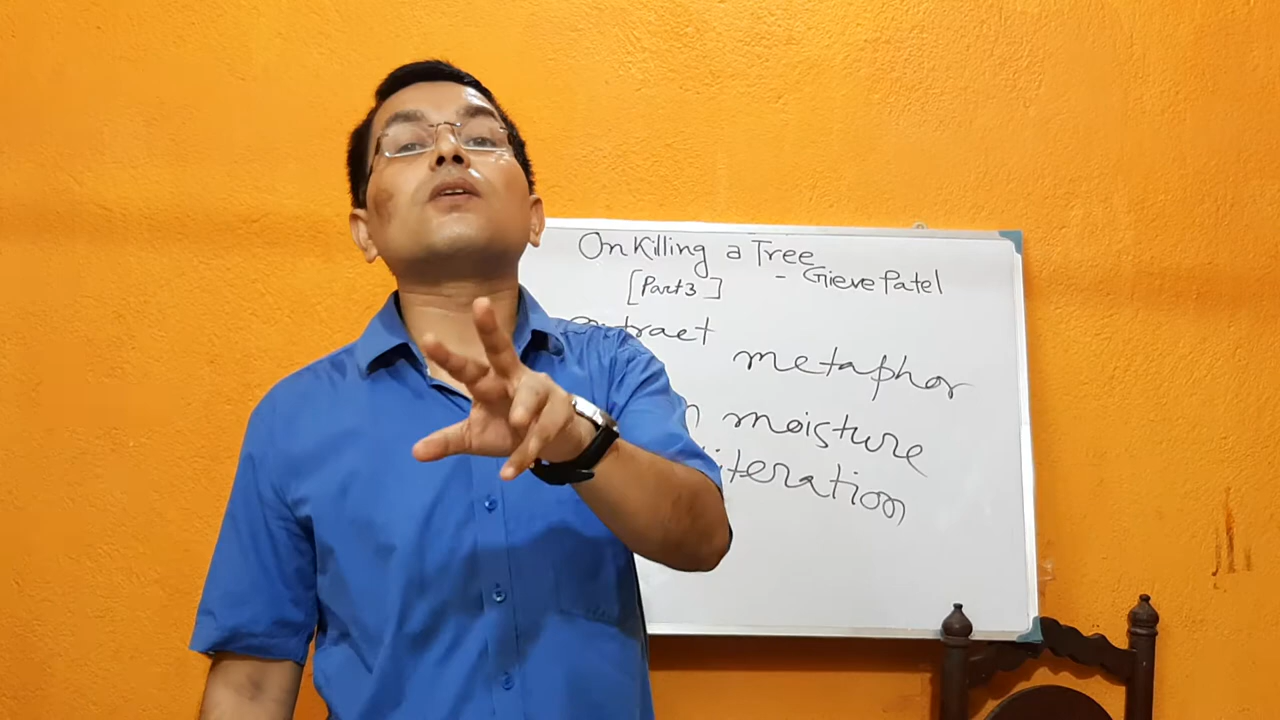 On Killing a Tree
- Gieve Patel
[Part 3]
metaphor
moisture